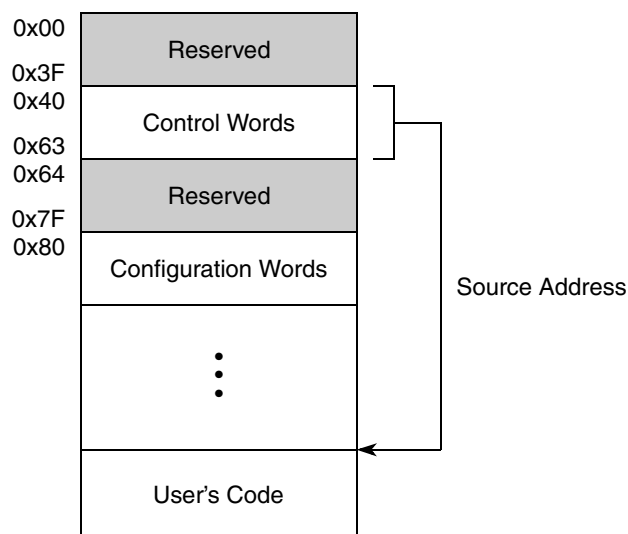 0x00
Reserved
0x3F
0x40
Control Words
0x63
0x64
Reserved
0x7F
0x80
Configuration Words
Source Address
User's Code